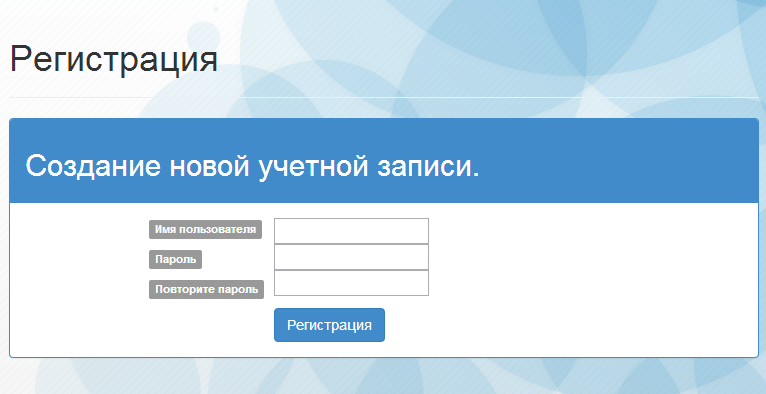 Регистрация
Создание новой учетной записи.
Имя пользователя
Пароль
Повторите пароль
Регистрация